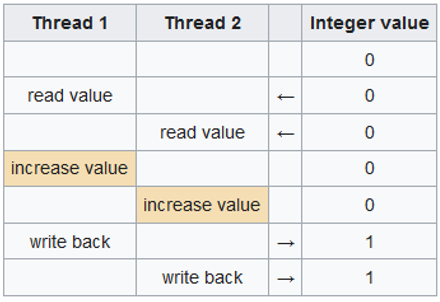 Thread 1 Thread 2 Integer value
0
read value ← 0
read value ← 0
increase value 0
increase value 0
write back → 1
write back → 1